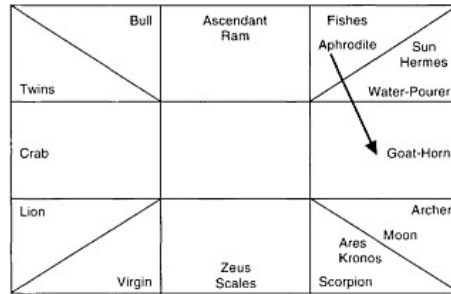 Bull
Ascendant
Ram
Fishes
Aphrodite
Sun
Hermes
Twins
Water-Pourer
Crab
Goat-Horn
Lion
Archer
Moon
Ares
Kronos
Virgin
Zeus
Scales
Scorpion